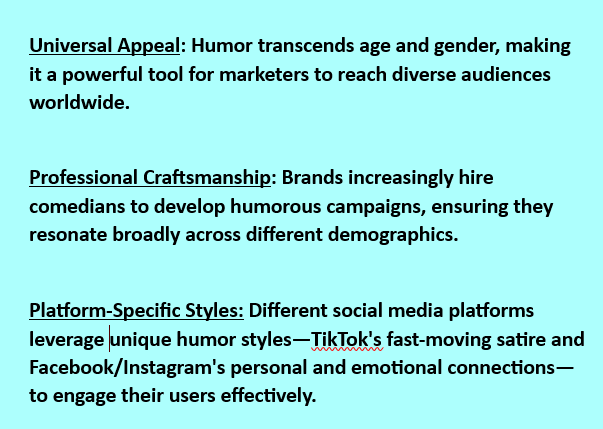 Universal Appeal: Humor transcends age and gender, making
it a powerful tool for marketers to reach diverse audiences
worldwide.
Professional Craftsmanship: Brands increasingly hire
comedians to develop humorous campaigns, ensuring they
resonate broadly across different demographics.
Platform-Specific Styles: Different social media platforms
leverage unique humor styles—TikTok's fast-moving satire and
Facebook/Instagram's personal and emotional connections—
to engage their users effectively.